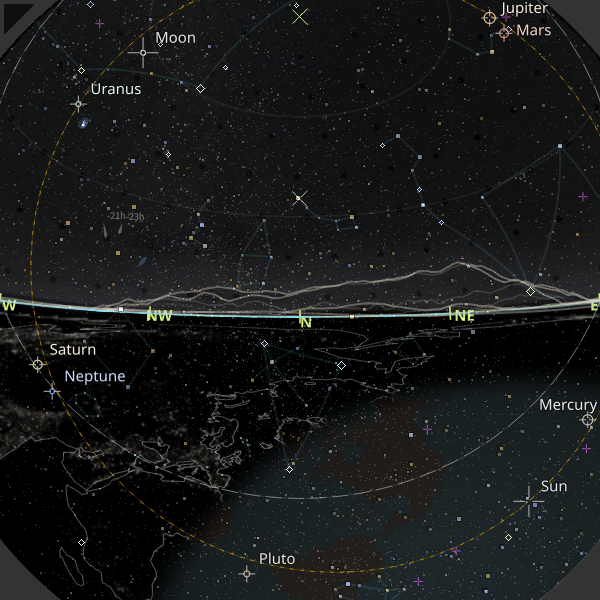 Jupiter
Moon
Mars
Uranus
-21h-23h
W
NW
N
NE
E
Saturn
Neptune
Mercury
Sun
Pluto